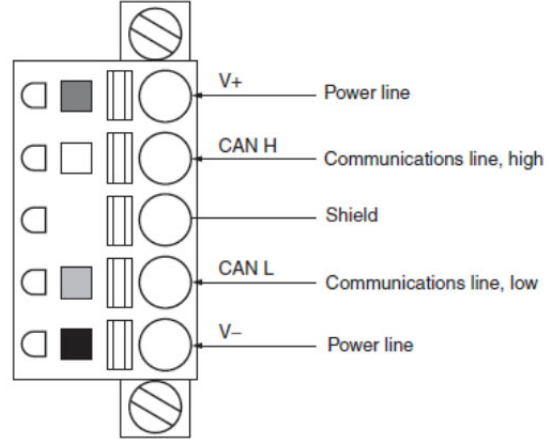 V+
Power line
CAN H
Communications line, high
Shield
CAN L
Communications line, low
V−
Power line